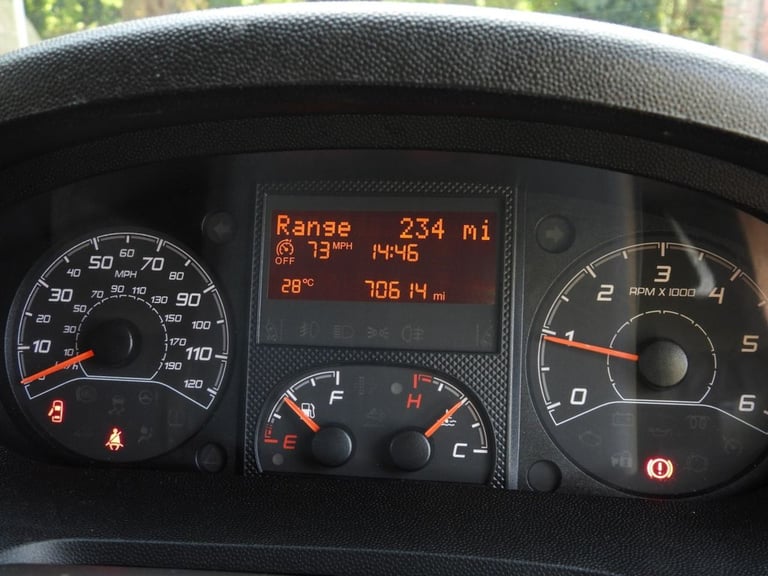 Range 234 mi
OFF 73 MPH 14:46
28°C 70614 mi
10 30 40 50 60 70 80 90 100 110 120
20
MPH
10 30 50 70 90 110 130 150 170 190
km/h
E F
H C
0 1 2 3 4 5 6
RPM X 1000